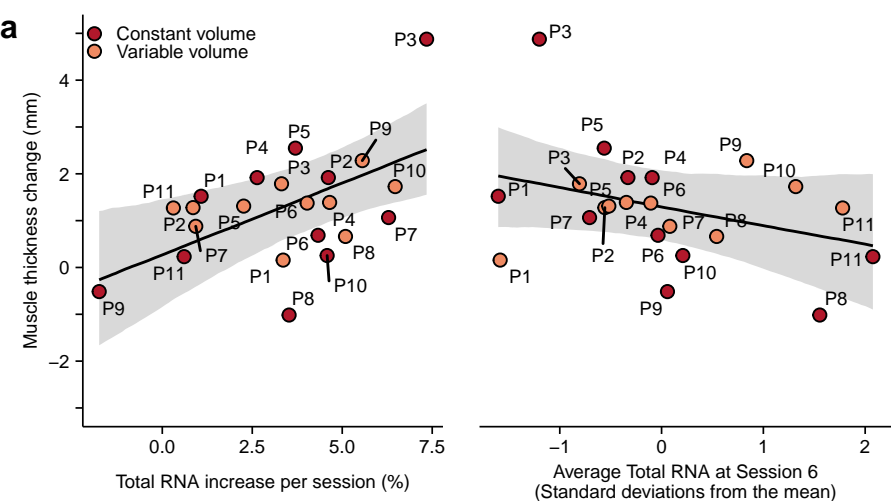 a
Constant volume
Variable volume
Muscle thickness change (mm)
4
2
0
−2
P3
P5
P9
P4
P3
P2
P10
P11
P1
P2
P5
P6
P4
P7
P7
P6
P8
P11
P1
P10
P9
P8
0.0 2.5 5.0 7.5
Total RNA increase per session (%)
P3
P5
P9
P3
P2
P4
P10
P1
P5
P6
P7
P4
P7
P8
P11
P2
P6
P11
P1
P10
P9
P8
−1 0 1 2
Average Total RNA at Session 6
(Standard deviations from the mean)